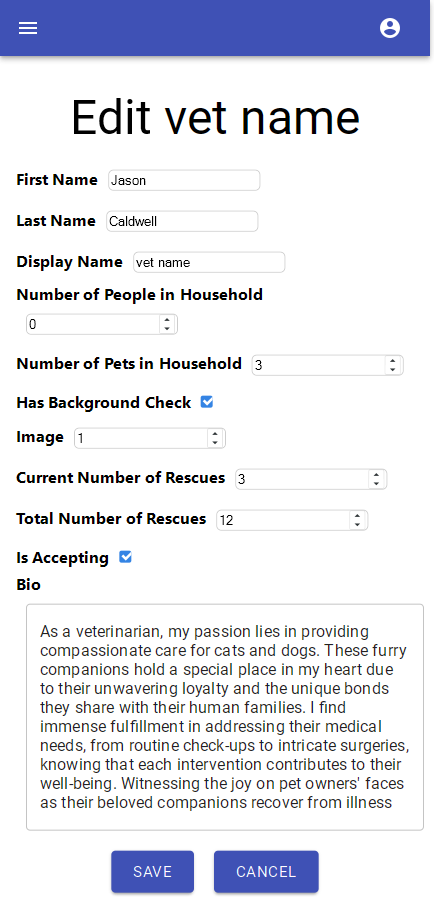 Edit vet name
First Name Jason
Last Name Caldwell
Display Name vet name
Number of People in Household
0
Number of Pets in Household 3
Has Background Check
Image 1
Current Number of Rescues 3
Total Number of Rescues 12
Is Accepting
Bio
As a veterinarian, my passion lies in providing
compassionate care for cats and dogs. These furry
companions hold a special place in my heart due
to their unwavering loyalty and the unique bonds
they share with their human families. I find
immense fulfillment in addressing their medical
needs, from routine check-ups to intricate surgeries,
knowing that each intervention contributes to their
well-being. Witnessing the joy on pet owners' faces
as their beloved companions recover from illness
SAVE CANCEL